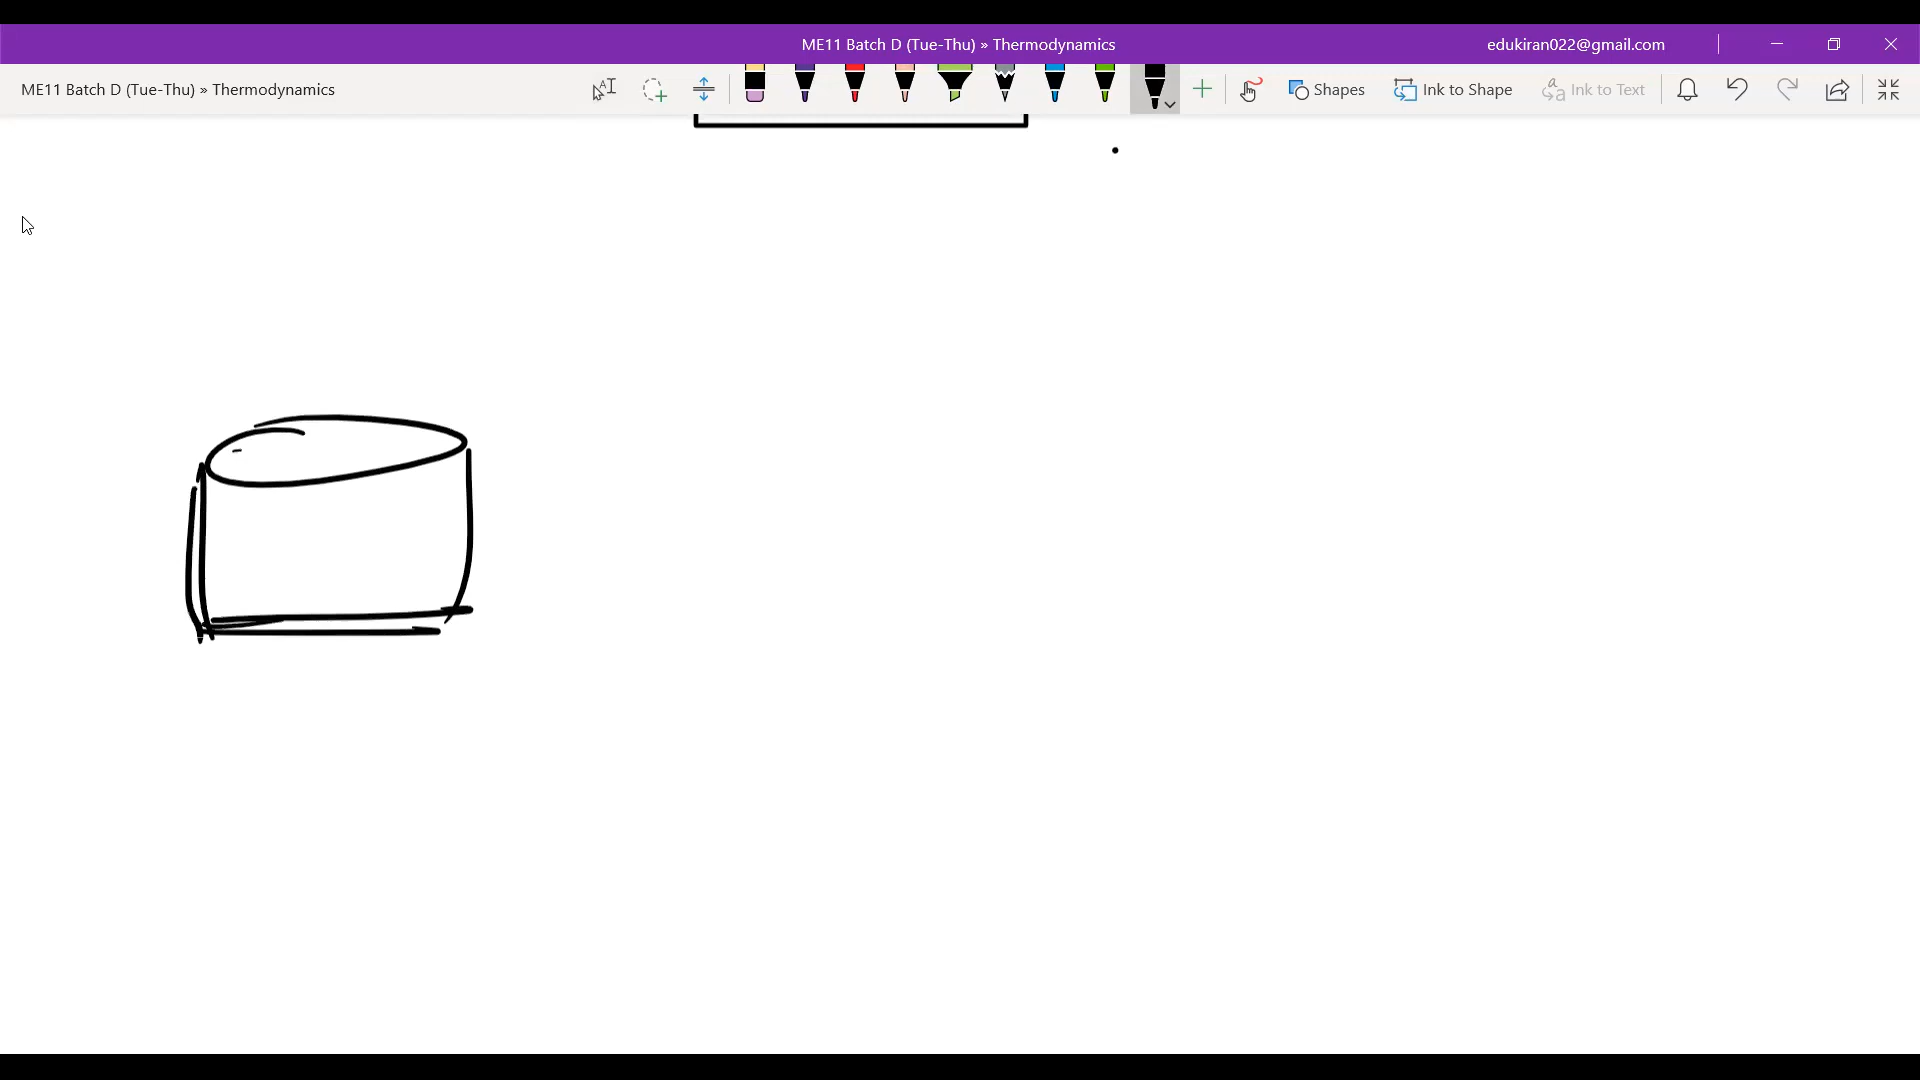 ME11 Batch D (Tue-Thu) » Thermodynamics
edukiran022@gmail.com
ME11 Batch D (Tue-Thu) » Thermodynamics
Shapes
Ink to Shape
Ink to Text